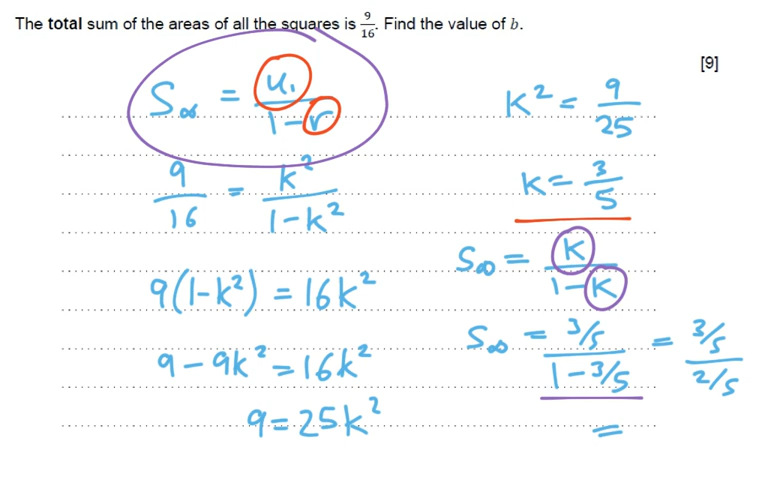 The total sum of the areas of all the squares is 9/16. Find the value of b.
[9]
S∞ = u₁/(1-r)
9/16 = k²/(1-k²)
9(1-k²) = 16k²
9 - 9k² = 16k²
9 = 25k²
k² = 9/25
k = 3/5
S∞ = k/(1-k)
S∞ = (3/5)/(1-3/5) = (3/5)/(2/5)
=